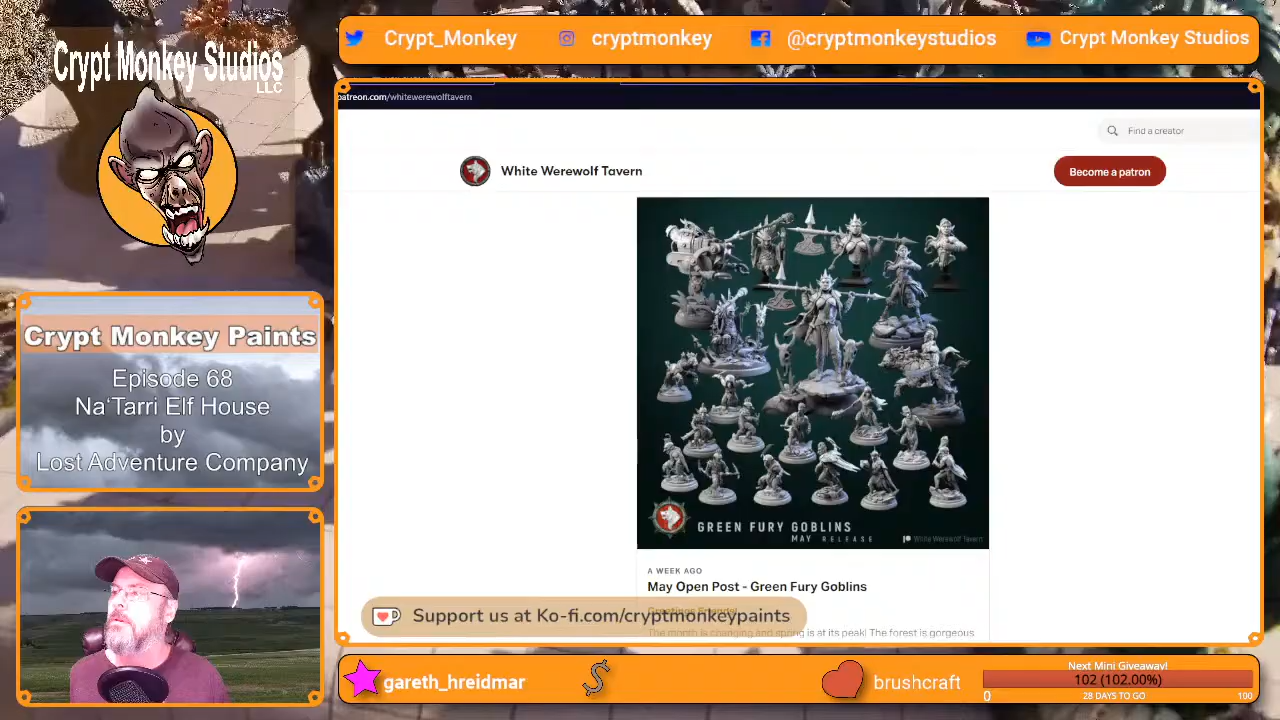 Crypt Monkey Studios
LLC
Crypt_Monkey
cryptmonkey
@cryptmonkeystudios
Crypt Monkey Studios
patreon.com/whitewerewolftavern
Find a creator
White Werewolf Tavern
Become a patron
GREEN FURY GOBLINS
MAY RELEASE
White Werewolf Tavern
A WEEK AGO
May Open Post - Green Fury Goblins
Greetings Friends!
Support us at Ko-fi.com/cryptmonkeypaints
The month is changing and spring is at its peak! The forest is gorgeous
Crypt Monkey Paints
Episode 68
Na'Tarri Elf House
by
Lost Adventure Company
gareth_hreidmar
brushcraft
Next Mini Giveaway!
102 (102.00%)
0
28 DAYS TO GO
100